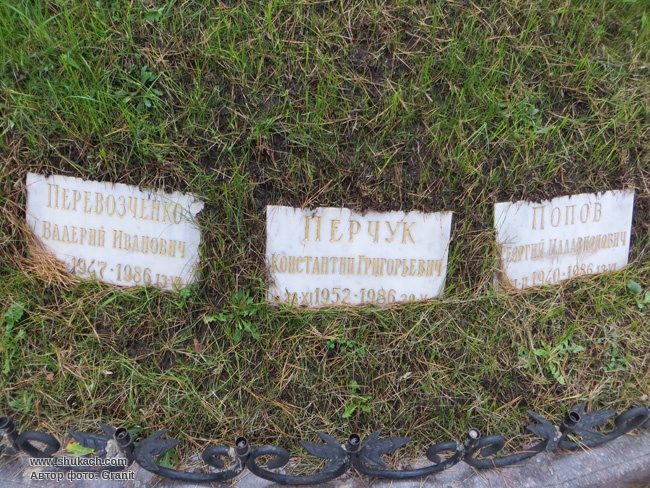 Перевозченко
Валерий Иванович
1947-1986
Перчук
Константин Григорьевич
1952-1986
Попов
Георгий
1940-1986
www.shukach.com
Автор фото: Granit